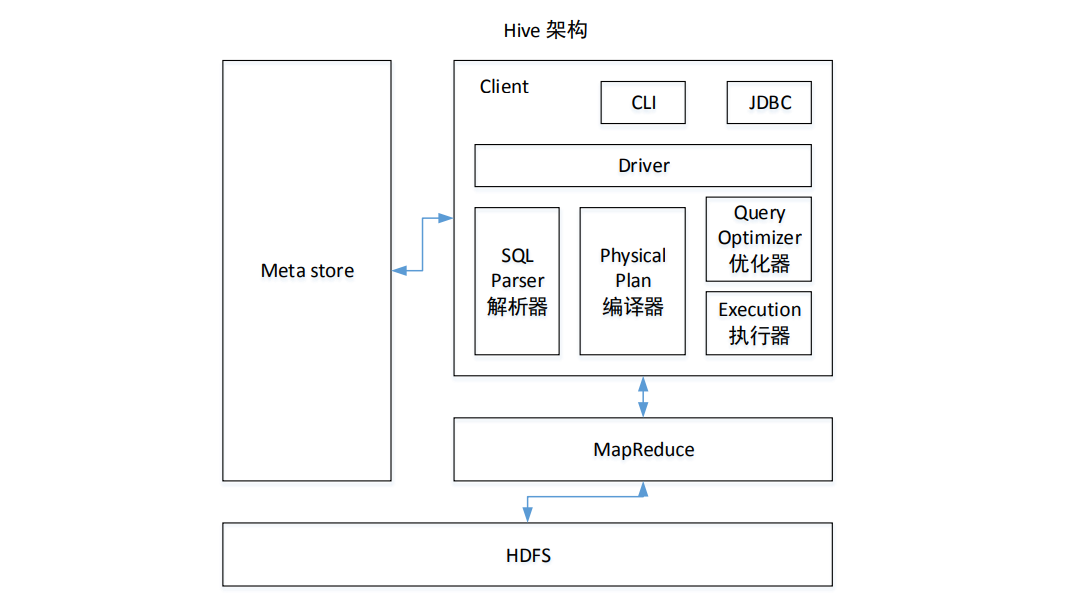 Hive 架构
Client
CLI
JDBC
Driver
Meta store
SQL
Parser
解析器
Physical
Plan
编译器
Query
Optimizer
优化器
Execution
执行器
MapReduce
HDFS